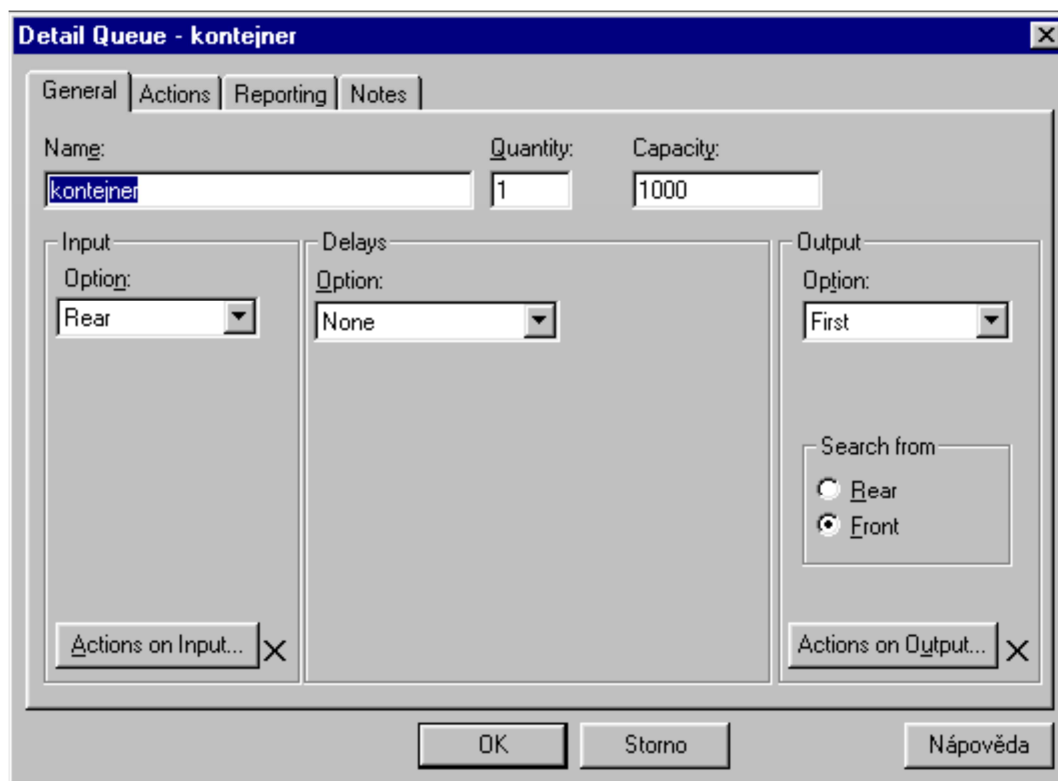 Detail Queue - kontejner
General Actions Reporting Notes
Name: Quantity: Capacity:
kontejner 1 1000
Input Delays Output
Option: Option: Option:
Rear None First
Search from
Rear
Front
Actions on Input... Actions on Output...
OK Storno Nápověda